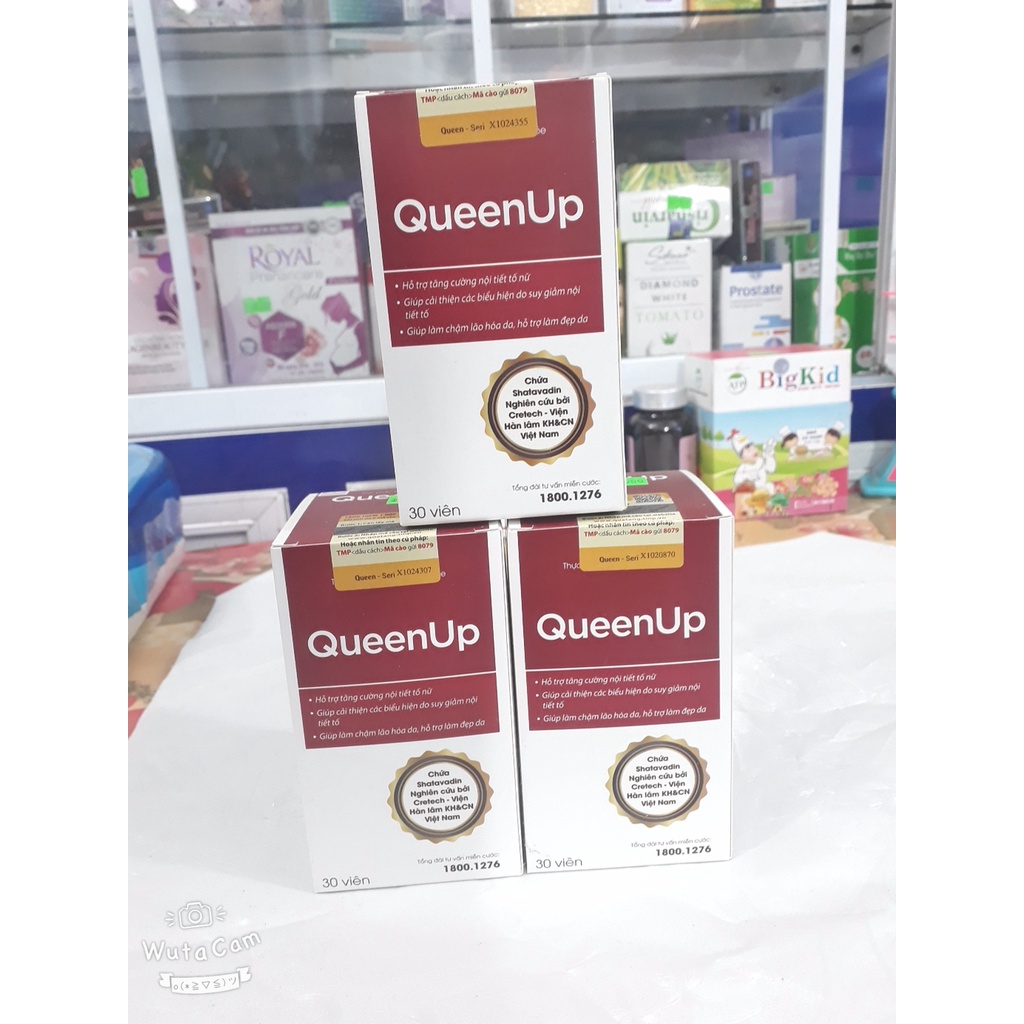 TMP<dấu cách>Mã cào gửi 8079
Queen - Seri X1024355
QueenUp
• Hỗ trợ tăng cường nội tiết tố nữ
• Giúp cải thiện các biểu hiện do suy giảm nội
tiết tố
• Giúp làm chậm lão hóa da, hỗ trợ làm đẹp da
Chứa
Shatavadin
Nghiên cứu bởi
Cretech - Viện
Hàn lâm KH&CN
Việt Nam
Tổng đài tư vấn miễn cước:
1800.1276
30 viên
Hoặc nhắn tin theo cú pháp:
TMP<dấu cách>Mã cào gửi 8079
Queen - Seri X1024307
QueenUp
• Hỗ trợ tăng cường nội tiết tố nữ
• Giúp cải thiện các biểu hiện do suy giảm nội
tiết tố
• Giúp làm chậm lão hóa da, hỗ trợ làm đẹp da
Chứa
Shatavadin
Nghiên cứu bởi
Cretech - Viện
Hàn lâm KH&CN
Việt Nam
Tổng đài tư vấn miễn cước:
1800.1276
30 viên
Hoặc nhắn tin theo cú pháp:
TMP<dấu cách>Mã cào gửi 8079
Queen - Seri X1020870
QueenUp
• Hỗ trợ tăng cường nội tiết tố nữ
• Giúp cải thiện các biểu hiện do suy giảm nội
tiết tố
• Giúp làm chậm lão hóa da, hỗ trợ làm đẹp da
Chứa
Shatavadin
Nghiên cứu bởi
Cretech - Viện
Hàn lâm KH&CN
Việt Nam
Tổng đài tư vấn miễn cước:
1800.1276
30 viên
ROYAL
Gold
DIAMOND
WHITE
TOMATO
Prostate
BigKid
WutaCam